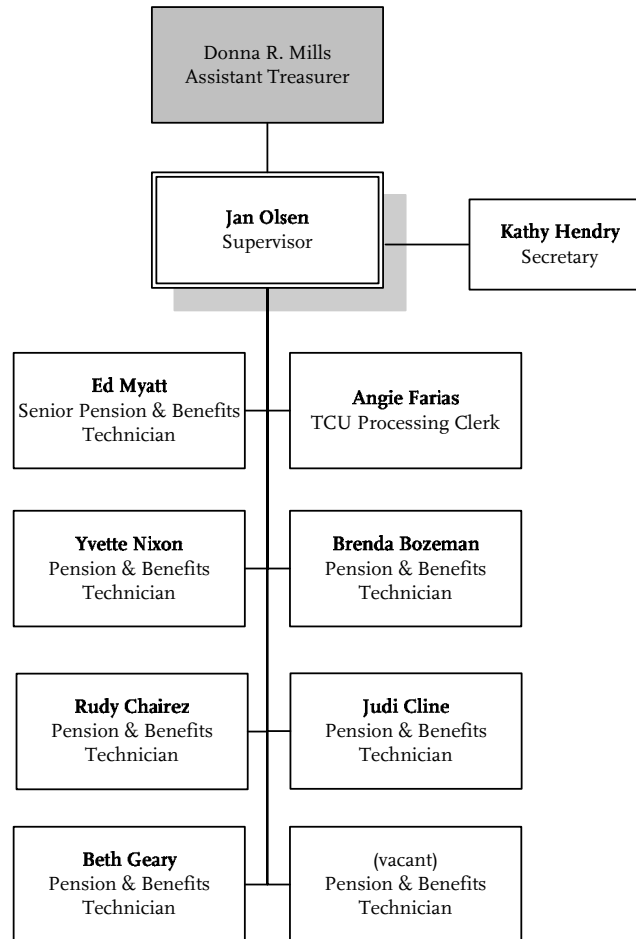 Donna R. Mills
Assistant Treasurer
Jan Olsen
Supervisor
Kathy Hendry
Secretary
Ed Myatt
Senior Pension & Benefits
Technician
Angie Farias
TCU Processing Clerk
Yvette Nixon
Pension & Benefits
Technician
Brenda Bozeman
Pension & Benefits
Technician
Rudy Chairez
Pension & Benefits
Technician
Judi Cline
Pension & Benefits
Technician
Beth Geary
Pension & Benefits
Technician
(vacant)
Pension & Benefits
Technician